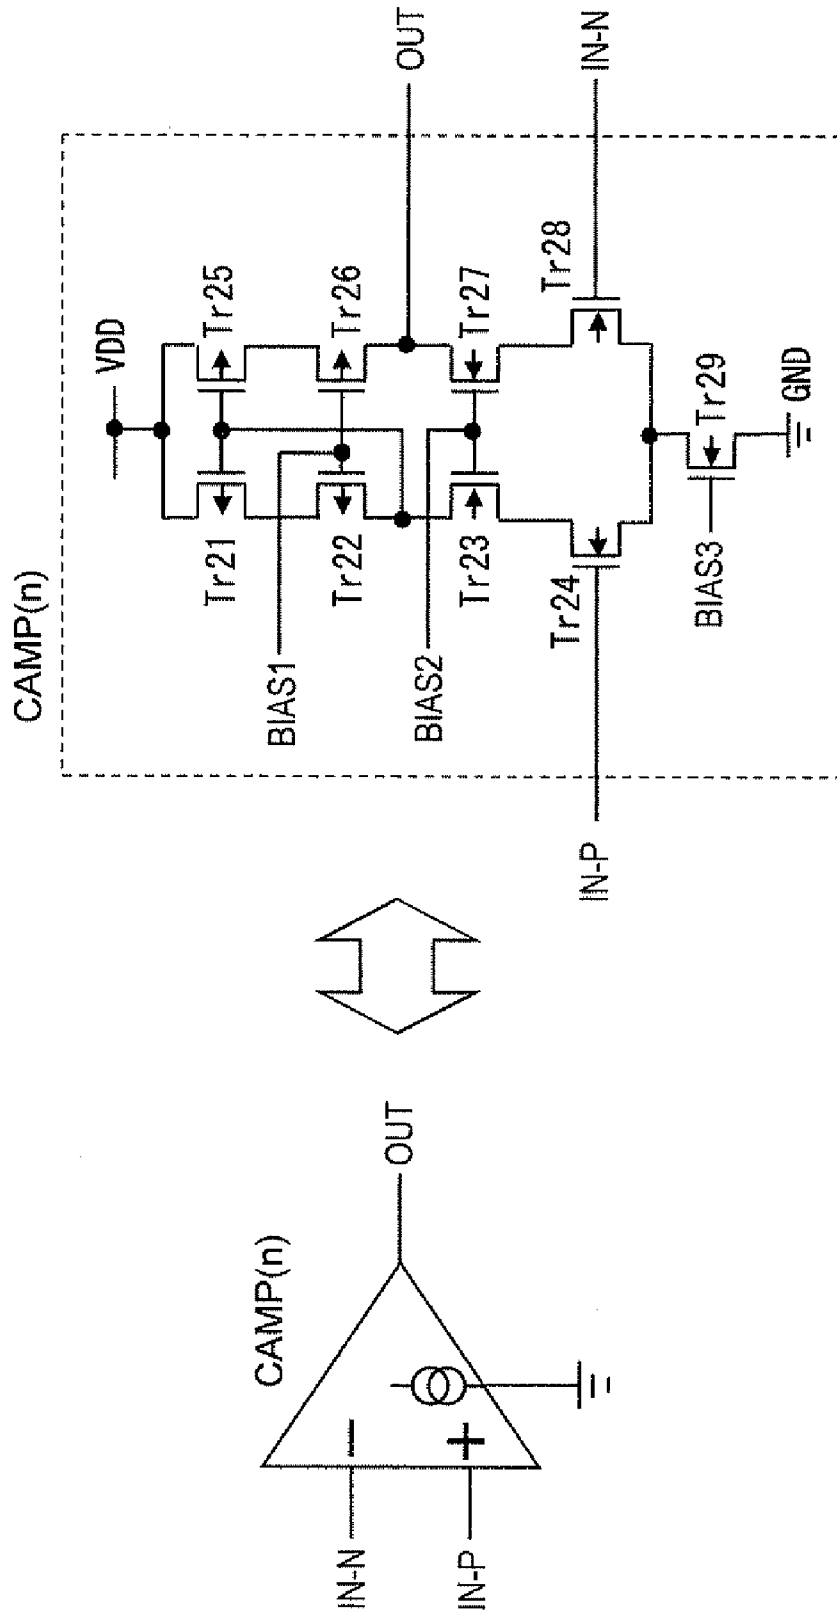 CAMP(n)
IN-N
IN-P
OUT
CAMP(n)
VDD
Tr21
Tr25
BIAS1
Tr22
Tr26
OUT
BIAS2
Tr23
Tr27
IN-P
Tr24
Tr28
IN-N
BIAS3
Tr29
GND